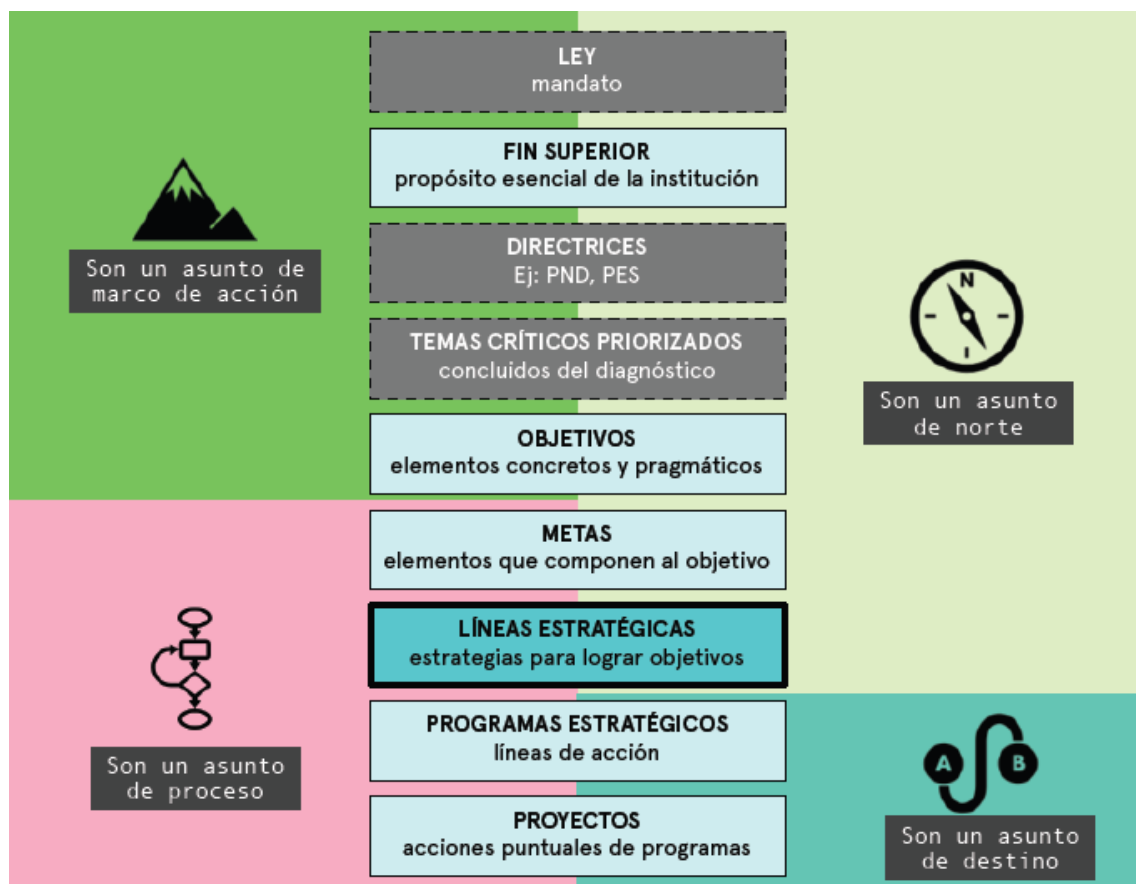 LEY
mandato
FIN SUPERIOR
propósito esencial de la institución
DIRECTRICES
Ej: PND, PES
TEMAS CRÍTICOS PRIORIZADOS
concluidos del diagnóstico
OBJETIVOS
elementos concretos y pragmáticos
METAS
elementos que componen al objetivo
LÍNEAS ESTRATÉGICAS
estrategias para lograr objetivos
PROGRAMAS ESTRATÉGICOS
líneas de acción
PROYECTOS
acciones puntuales de programas
Son un asunto de
marco de acción
N
Son un asunto
de norte
Son un asunto
de proceso
A B
Son un asunto
de destino